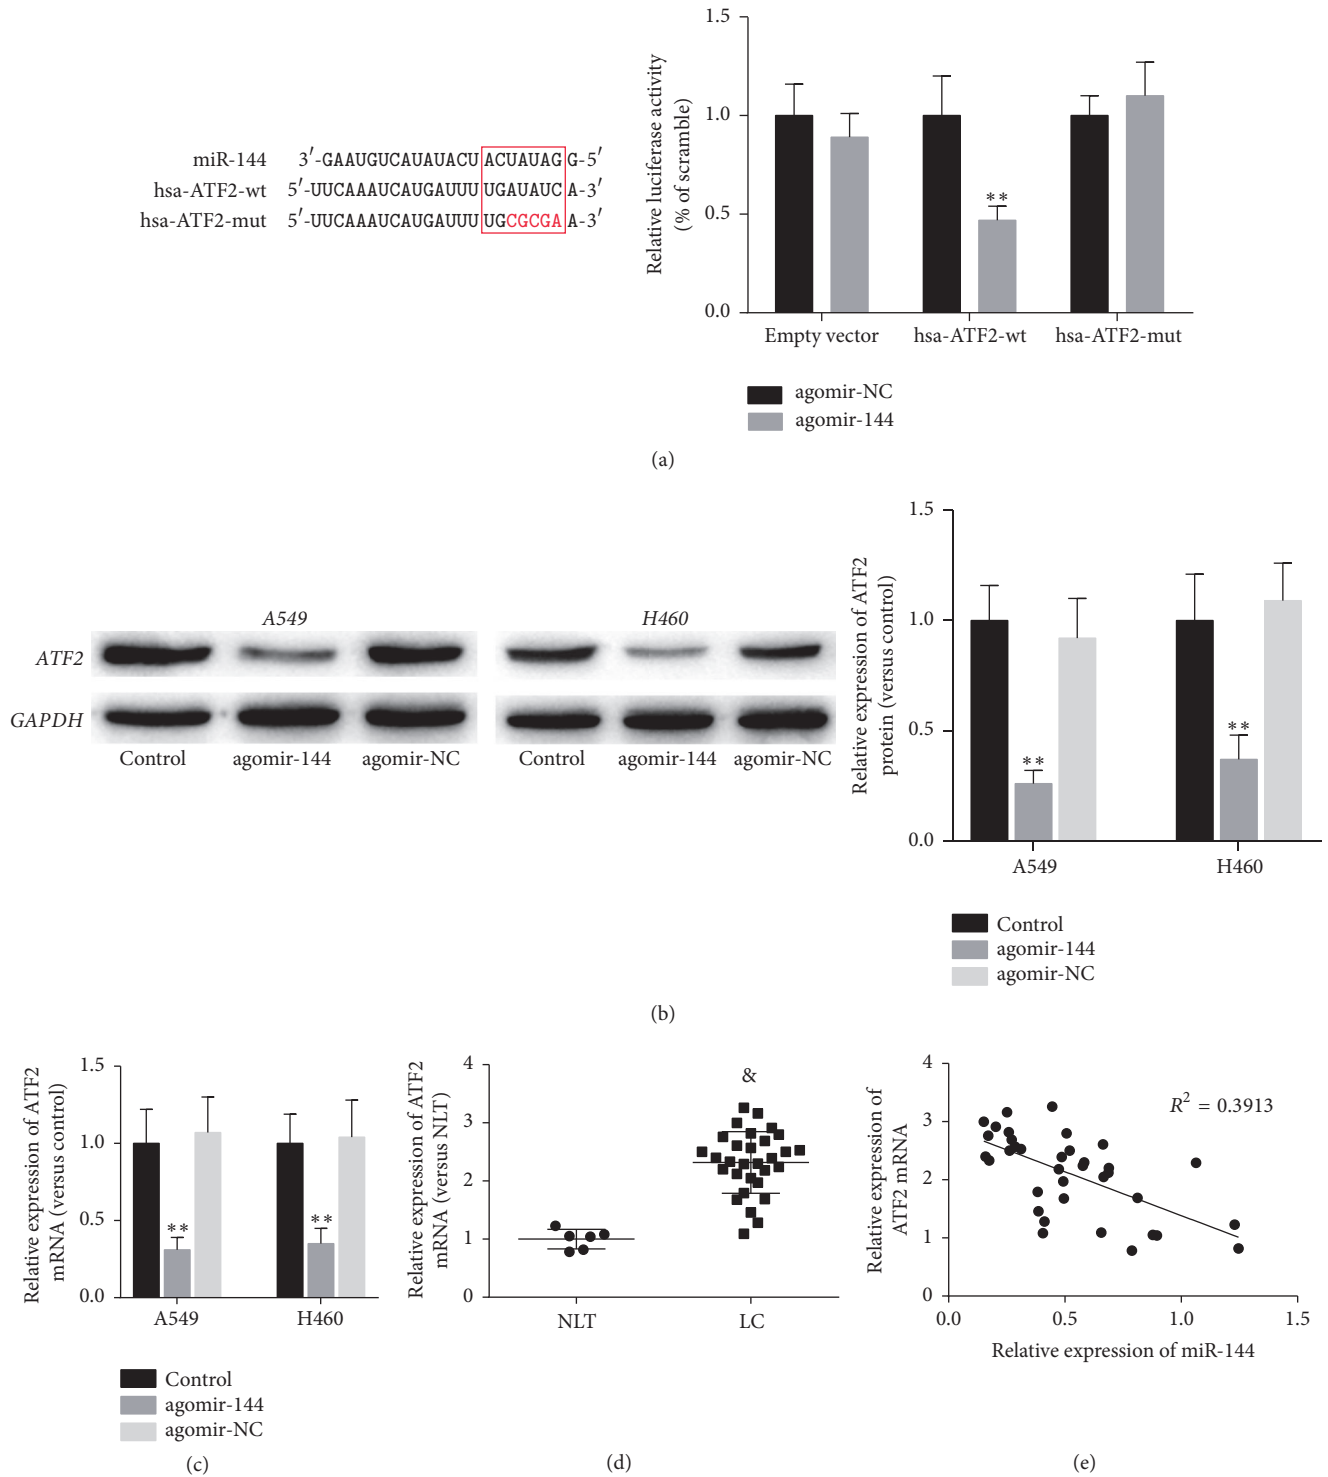 miR-144 3′-GAAUGUCAUAUACU ACUAUAG G-5′
hsa-ATF2-wt 5′-UUCAAAUCAUGAUUU UGAUAUC A-3′
hsa-ATF2-mut 5′-UUCAAAUCAUGAUUU UGCGCGA A-3′
Relative luciferase activity
(% of scramble)
1.5
1.0
0.5
0.0
**
Empty vector hsa-ATF2-wt hsa-ATF2-mut
agomir-NC
agomir-144
(a)
A549 H460
ATF2
GAPDH
Control agomir-144 agomir-NC Control agomir-144 agomir-NC
Relative expression of ATF2
protein (versus control)
1.5
1.0
0.5
0.0
** **
A549 H460
Control
agomir-144
agomir-NC
(b)
Relative expression of ATF2
mRNA (versus control)
1.5
1.0
0.5
0.0
** **
A549 H460
Control
agomir-144
agomir-NC
(c)
Relative expression of ATF2
mRNA (versus NLT)
4
3
2
1
0
&
NLT LC
(d)
Relative expression of
ATF2 mRNA
4
3
2
1
0
R² = 0.3913
0.0 0.5 1.0 1.5
Relative expression of miR-144
(e)